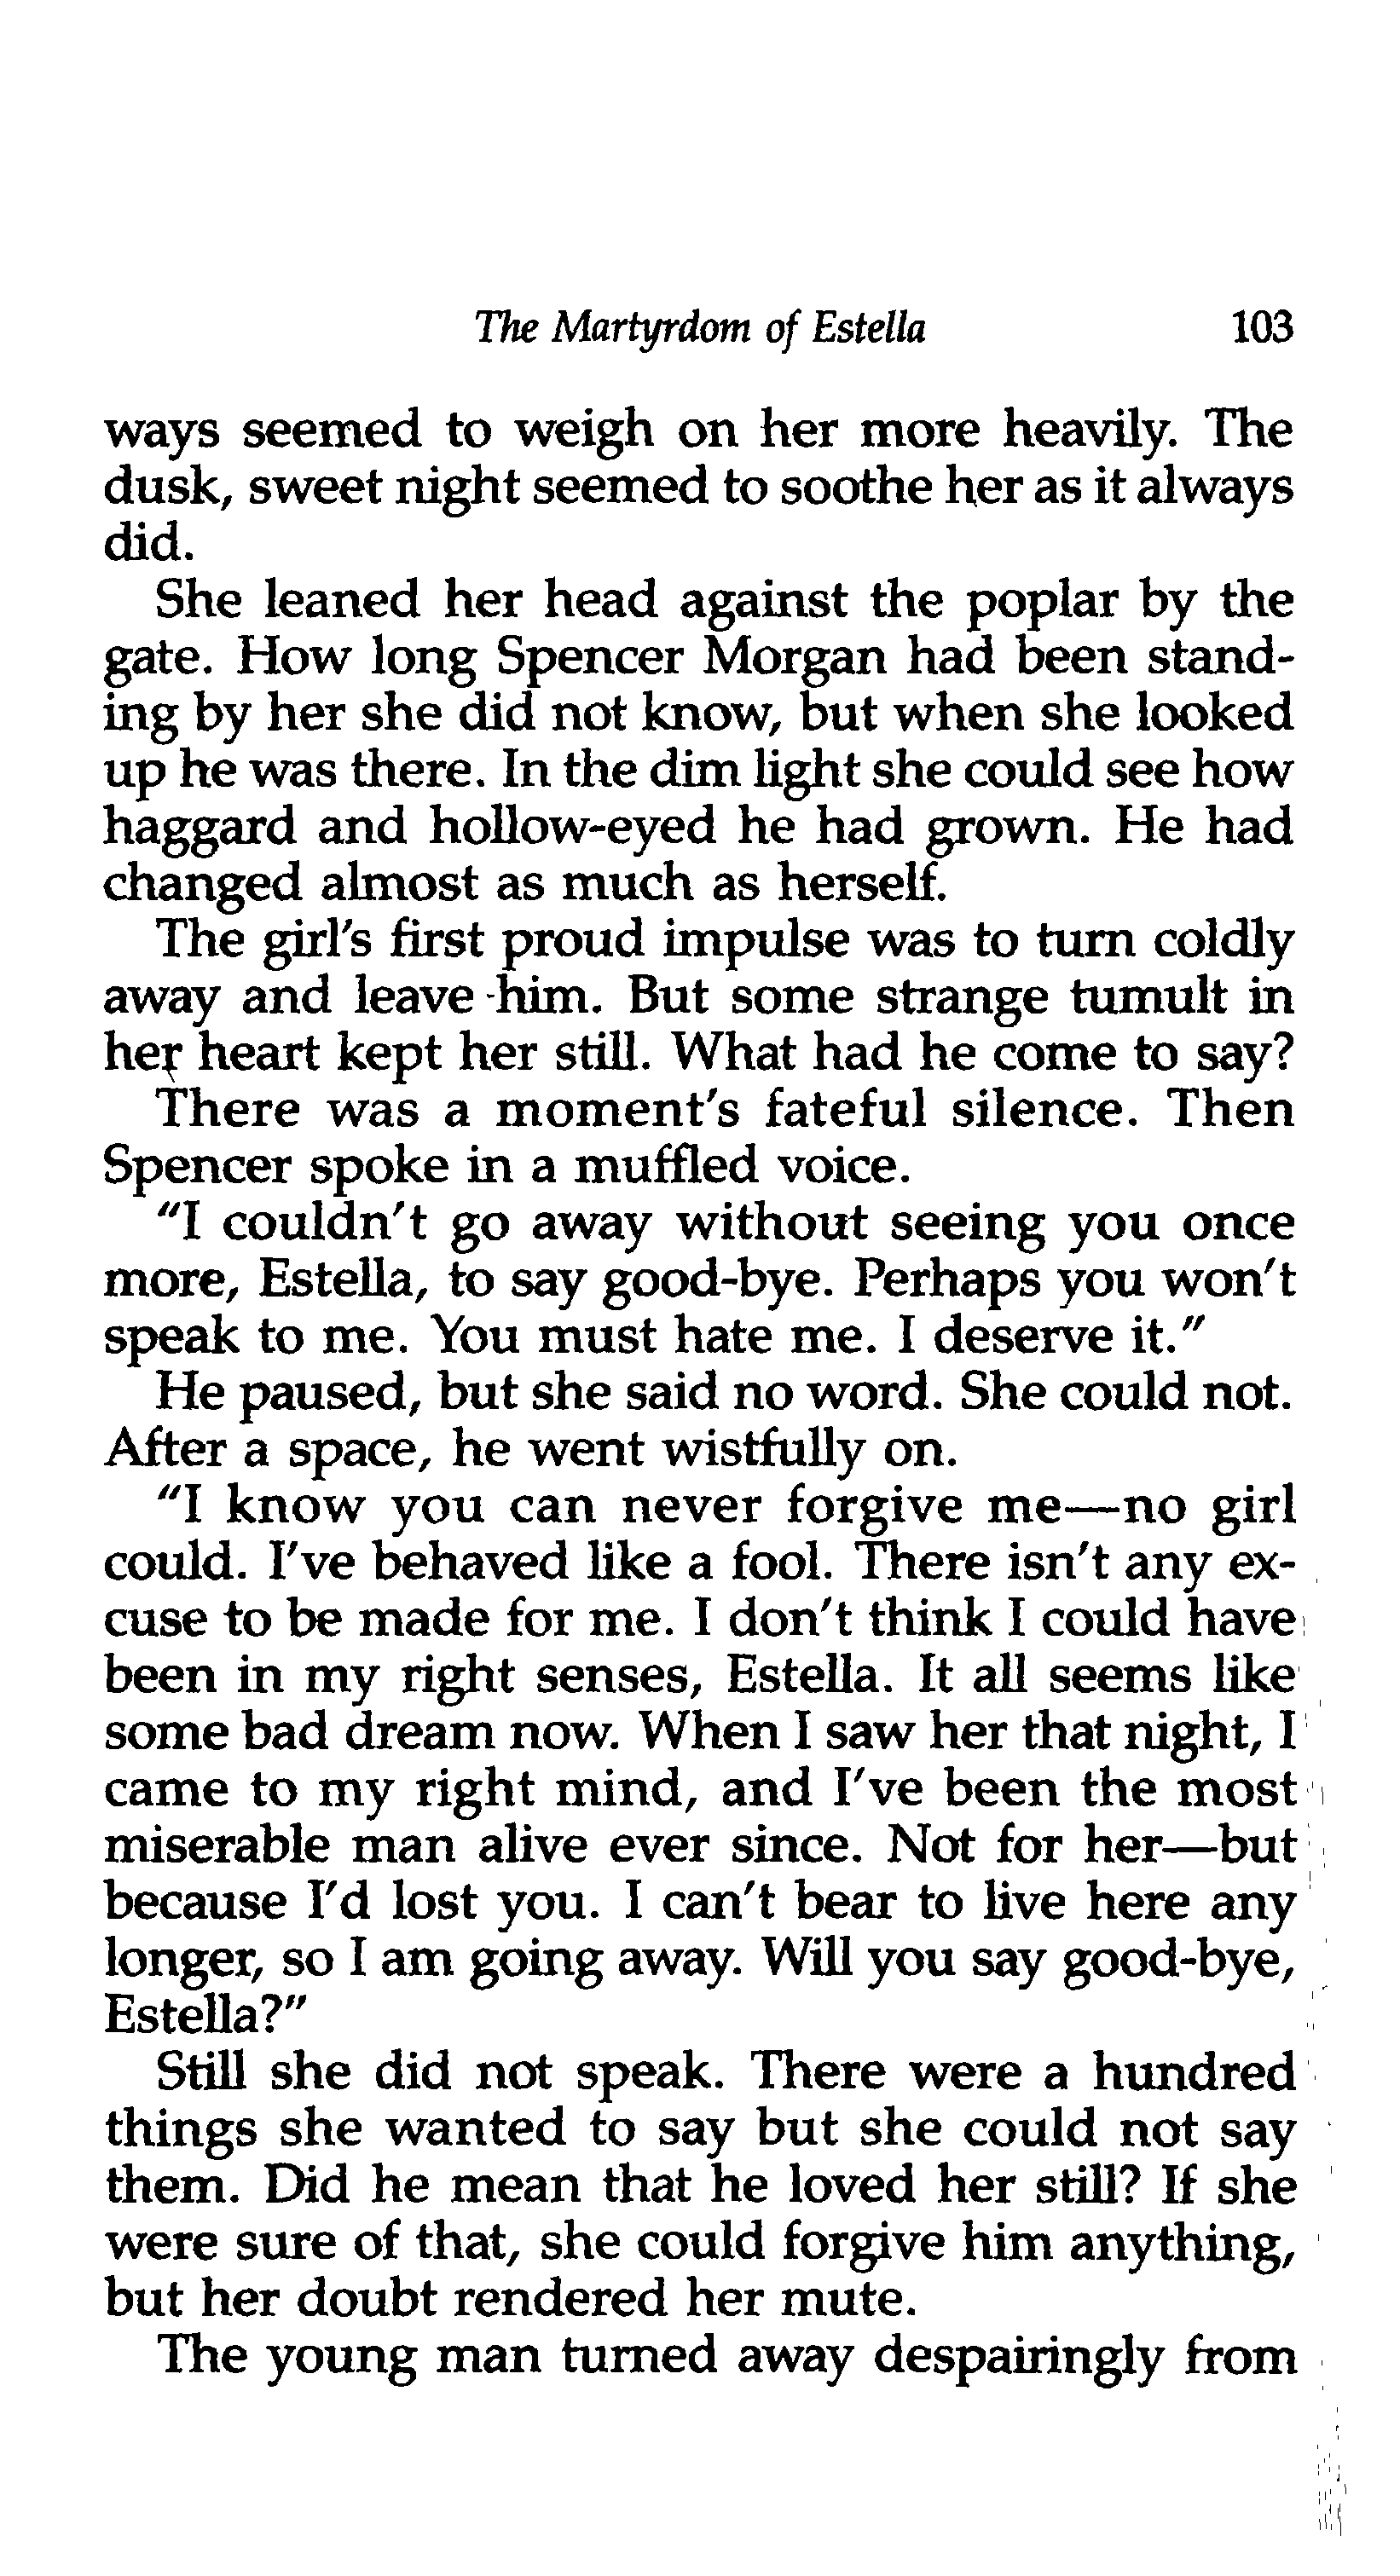 The Martyrdom of Estella 103
ways seemed to weigh on her more heavily. The
dusk, sweet night seemed to soothe her as it always
did.
She leaned her head against the poplar by the
gate. How long Spencer Morgan had been stand-
ing by her she did not know, but when she looked
up he was there. In the dim light she could see how
haggard and hollow-eyed he had grown. He had
changed almost as much as herself.
The girl's first proud impulse was to turn coldly
away and leave him. But some strange tumult in
her heart kept her still. What had he come to say?
There was a moment's fateful silence. Then
Spencer spoke in a muffled voice.
"I couldn't go away without seeing you once
more, Estella, to say good-bye. Perhaps you won't
speak to me. You must hate me. I deserve it."
He paused, but she said no word. She could not.
After a space, he went wistfully on.
"I know you can never forgive me—no girl
could. I've behaved like a fool. There isn't any ex-
cuse to be made for me. I don't think I could have
been in my right senses, Estella. It all seems like
some bad dream now. When I saw her that night, I
came to my right mind, and I've been the most
miserable man alive ever since. Not for her—but
because I'd lost you. I can't bear to live here any
longer, so I am going away. Will you say good-bye,
Estella?"
Still she did not speak. There were a hundred
things she wanted to say but she could not say
them. Did he mean that he loved her still? If she
were sure of that, she could forgive him anything,
but her doubt rendered her mute.
The young man turned away despairingly from